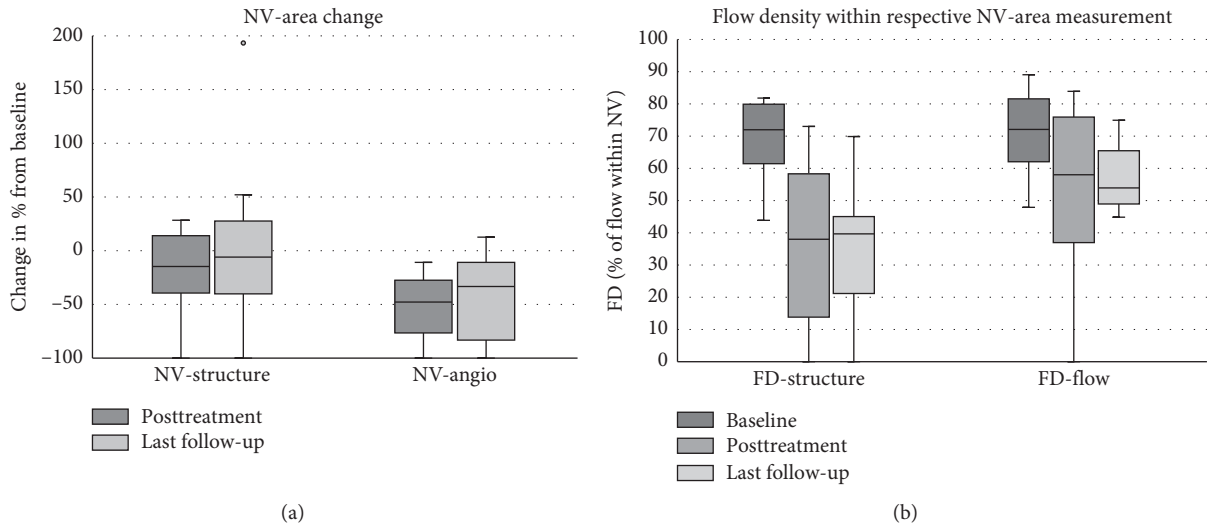 NV-area change
Change in % from baseline
200
150
100
50
0
–50
–100
NV-structure
NV-angio
Posttreatment
Last follow-up
(a)
Flow density within respective NV-area measurement
FD (% of flow within NV)
100
90
80
70
60
50
40
30
20
10
0
FD-structure
FD-flow
Baseline
Posttreatment
Last follow-up
(b)